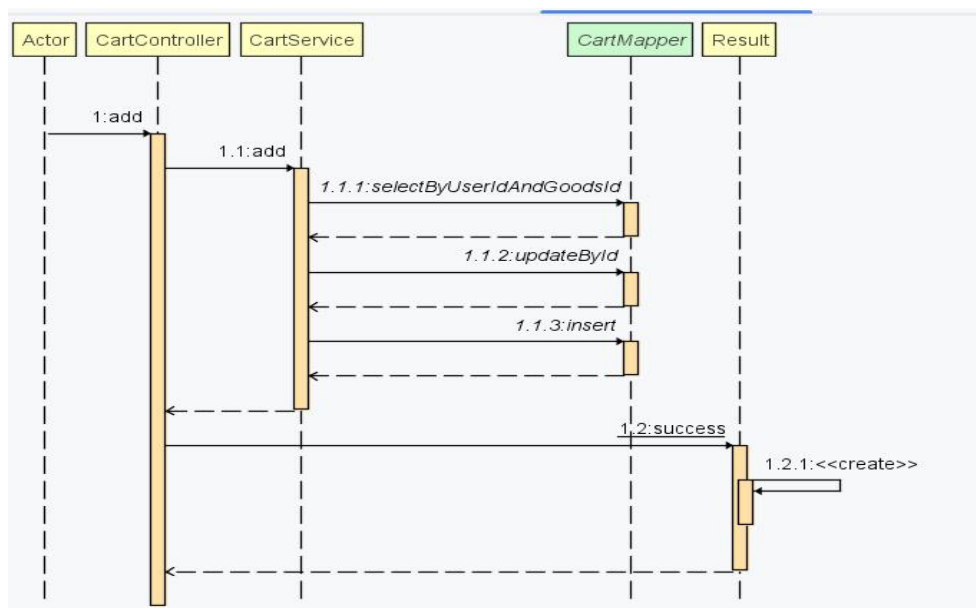 Actor CartController CartService CartMapper Result
1:add
1.1:add
1.1.1:selectByUserIdAndGoodsId
1.1.2:updateById
1.1.3:insert
1.2:success
1.2.1:<<create>>